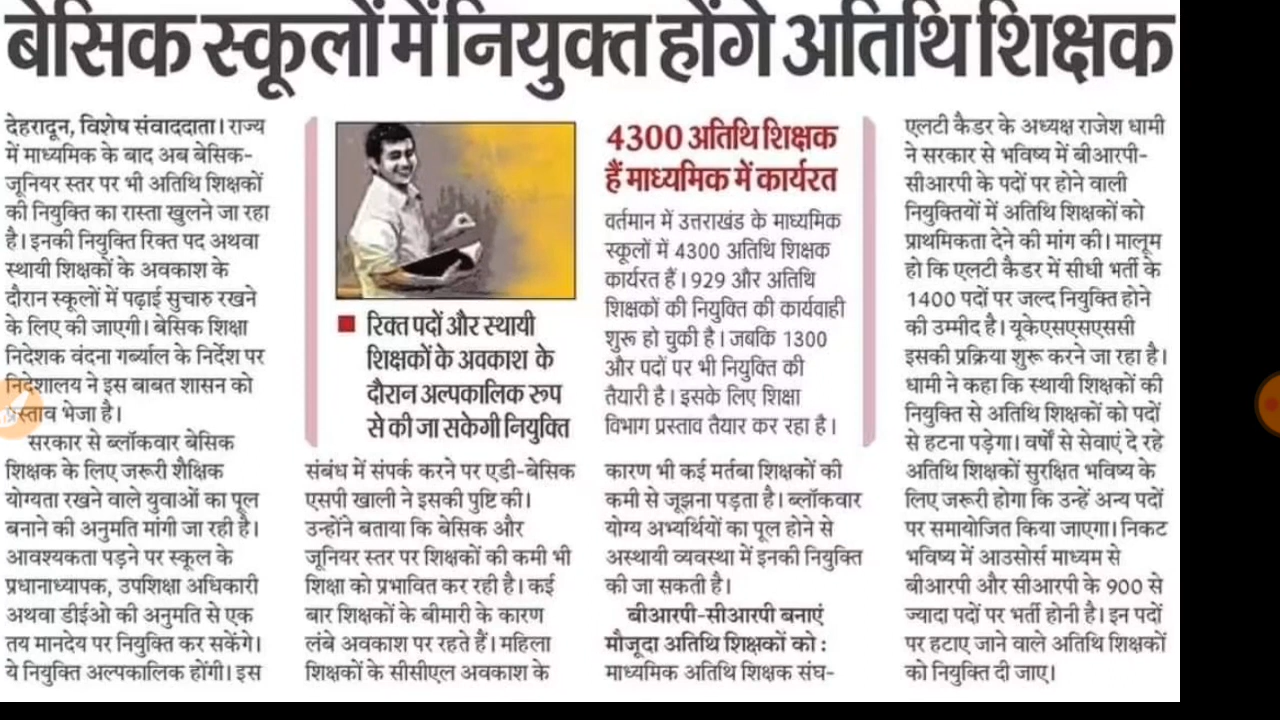 बेसिक स्कूलों में नियुक्त होंगे अतिथि शिक्षक
देहरादून, विशेष संवाददाता। राज्य
में माध्यमिक के बाद अब बेसिक-
जूनियर स्तर पर भी अतिथि शिक्षकों
की नियुक्ति का रास्ता खुलने जा रहा
है। इनकी नियुक्ति रिक्त पद अथवा
स्थायी शिक्षकों के अवकाश के
दौरान स्कूलों में पढ़ाई सुचारु रखने
के लिए की जाएगी। बेसिक शिक्षा
निदेशक वंदना गर्ब्याल के निर्देश पर
निदेशालय ने इस बाबत शासन को
प्रस्ताव भेजा है।
सरकार से ब्लॉकवार बेसिक
शिक्षक के लिए जरूरी शैक्षिक
योग्यता रखने वाले युवाओं का पूल
बनाने की अनुमति मांगी जा रही है।
आवश्यकता पड़ने पर स्कूल के
प्रधानाध्यापक, उपशिक्षा अधिकारी
अथवा डीईओ की अनुमति से एक
तय मानदेय पर नियुक्ति कर सकेंगे।
ये नियुक्ति अल्पकालिक होंगी। इस
रिक्त पदों और स्थायी
शिक्षकों के अवकाश के
दौरान अल्पकालिक रूप
से की जा सकेगी नियुक्ति
संबंध में संपर्क करने पर एडी-बेसिक
एसपी खाली ने इसकी पुष्टि की।
उन्होंने बताया कि बेसिक और
जूनियर स्तर पर शिक्षकों की कमी भी
शिक्षा को प्रभावित कर रही है। कई
बार शिक्षकों के बीमारी के कारण
लंबे अवकाश पर रहते हैं। महिला
शिक्षकों के सीसीएल अवकाश के
4300 अतिथि शिक्षक
हैं माध्यमिक में कार्यरत
वर्तमान में उत्तराखंड के माध्यमिक
स्कूलों में 4300 अतिथि शिक्षक
कार्यरत हैं। 929 और अतिथि
शिक्षकों की नियुक्ति की कार्यवाही
शुरू हो चुकी है। जबकि 1300
और पदों पर भी नियुक्ति की
तैयारी है। इसके लिए शिक्षा
विभाग प्रस्ताव तैयार कर रहा है।
कारण भी कई मर्तबा शिक्षकों की
कमी से जूझना पड़ता है। ब्लॉकवार
योग्य अभ्यर्थियों का पूल होने से
अस्थायी व्यवस्था में इनकी नियुक्ति
की जा सकती है।
बीआरपी-सीआरपी बनाएं
मौजूदा अतिथि शिक्षकों को :
माध्यमिक अतिथि शिक्षक संघ-
एलटी कैडर के अध्यक्ष राजेश धामी
ने सरकार से भविष्य में बीआरपी-
सीआरपी के पदों पर होने वाली
नियुक्तियों में अतिथि शिक्षकों को
प्राथमिकता देने की मांग की। मालूम
हो कि एलटी कैडर में सीधी भर्ती के
1400 पदों पर जल्द नियुक्ति होने
की उम्मीद है। यूकेएसएसएससी
इसकी प्रक्रिया शुरू करने जा रहा है।
धामी ने कहा कि स्थायी शिक्षकों की
नियुक्ति से अतिथि शिक्षकों को पदों
से हटना पड़ेगा। वर्षों से सेवाएं दे रहे
अतिथि शिक्षकों सुरक्षित भविष्य के
लिए जरूरी होगा कि उन्हें अन्य पदों
पर समायोजित किया जाएगा। निकट
भविष्य में आउसोर्स माध्यम से
बीआरपी और सीआरपी के 900 से
ज्यादा पदों पर भर्ती होनी है। इन पदों
पर हटाए जाने वाले अतिथि शिक्षकों
को नियुक्ति दी जाए।